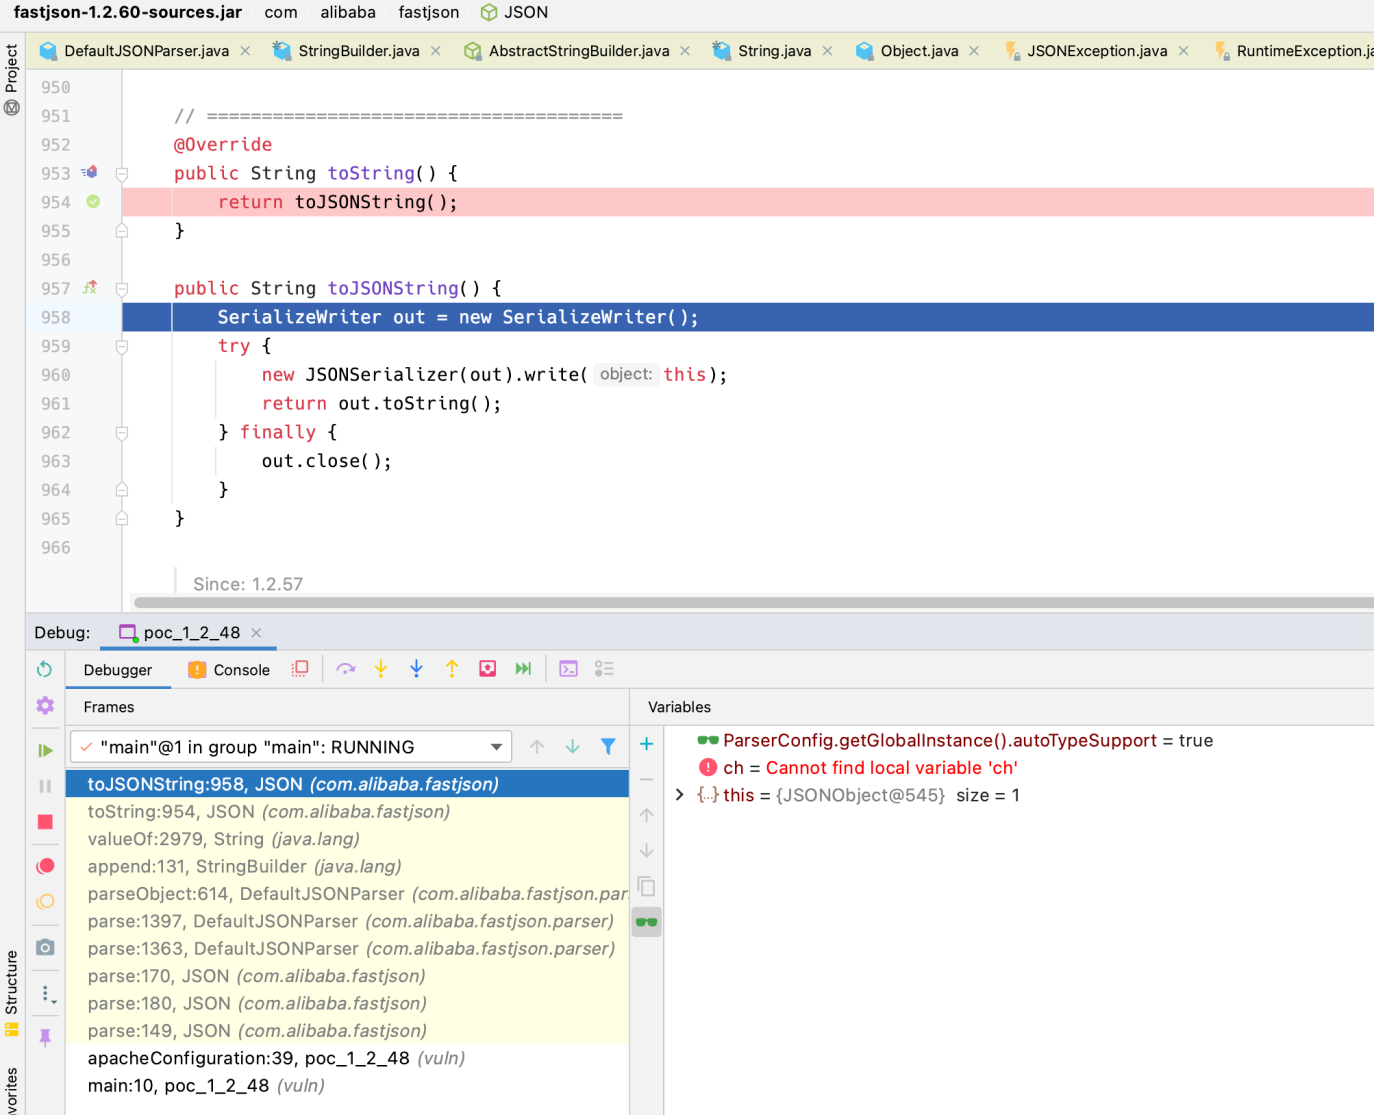 fastjson-1.2.60-sources.jar com alibaba fastjson JSON
Project
DefaultJSONParser.java × StringBuilder.java × AbstractStringBuilder.java × String.java × Object.java × JSONException.java × RuntimeException.ja
950
951 // ======================================
952 @Override
953 public String toString() {
954 return toJSONString();
955 }
956
957 public String toJSONString() {
958 SerializeWriter out = new SerializeWriter();
959 try {
960 new JSONSerializer(out).write( object: this);
961 return out.toString();
962 } finally {
963 out.close();
964 }
965 }
966
Since: 1.2.57
Debug: poc_1_2_48 ×
Debugger Console
Frames
Variables
"main"@1 in group "main": RUNNING
toJSONString:958, JSON (com.alibaba.fastjson)
toString:954, JSON (com.alibaba.fastjson)
valueOf:2979, String (java.lang)
append:131, StringBuilder (java.lang)
parseObject:614, DefaultJSONParser (com.alibaba.fastjson.par
parse:1397, DefaultJSONParser (com.alibaba.fastjson.parser)
parse:1363, DefaultJSONParser (com.alibaba.fastjson.parser)
parse:170, JSON (com.alibaba.fastjson)
parse:180, JSON (com.alibaba.fastjson)
parse:149, JSON (com.alibaba.fastjson)
apacheConfiguration:39, poc_1_2_48 (vuln)
main:10, poc_1_2_48 (vuln)
ParserConfig.getGlobalInstance().autoTypeSupport = true
ch = Cannot find local variable 'ch'
this = {JSONObject@545} size = 1
Structure
vorites